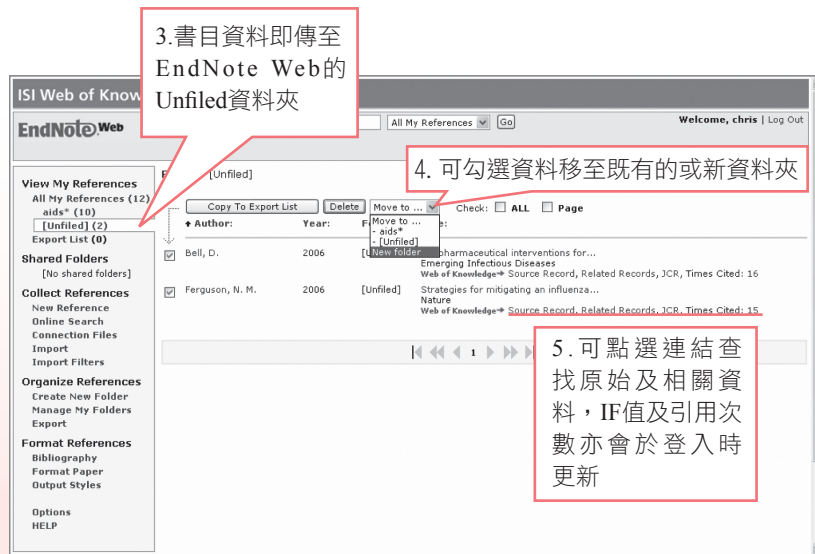 3.書目資料即傳至
EndNote Web的
Unfiled資料夾
ISI Web of Know
EndNote Web
All My References
Go
Welcome, chris | Log Out
[Unfiled]
4. 可勾選資料移至既有的或新資料夾
View My References
All My References (12)
aids* (10)
[Unfiled] (2)
Export List (0)
Shared Folders
[No shared folders]
Collect References
New Reference
Online Search
Connection Files
Import
Import Filters
Organize References
Create New Folder
Manage My Folders
Export
Format References
Bibliography
Format Paper
Output Styles
Options
HELP
Copy To Export List Delete Move to ... Check: ALL Page
Move to ...
- aids*
- [Unfiled]
New folder
Author: Year:
Bell, D. 2006 pharmaceutical interventions for...
Emerging Infectious Diseases
Web of Knowledge Source Record, Related Records, JCR, Times Cited: 16
Ferguson, N. M. 2006 [Unfiled] Strategies for mitigating an influenza...
Nature
Web of Knowledge Source Record, Related Records, JCR, Times Cited: 15
1
5.可點選連結查
找原始及相關資
料，IF值及引用次
數亦會於登入時
更新